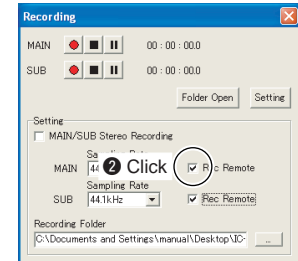 Recording
MAIN 00 : 00 : 00.0
SUB 00 : 00 : 00.0
Folder Open Setting
Setting
MAIN/SUB Stereo Recording
Sampling Rate
MAIN 44 ❷ Click Rec Remote
Sampling Rate
SUB 44.1kHz Rec Remote
Recording Folder
C:\Documents and Settings\manual\Desktop\IC- ...